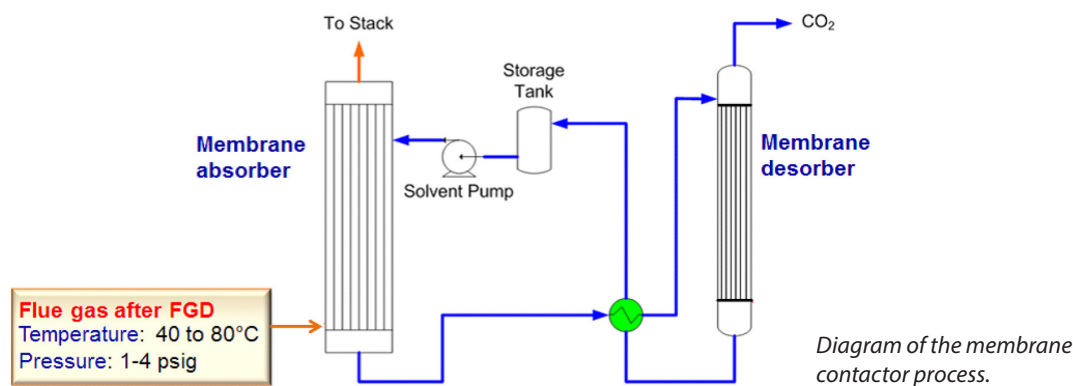 To Stack
CO₂
Storage
Tank
Membrane
absorber
Solvent Pump
Membrane
desorber
Flue gas after FGD
Temperature: 40 to 80°C
Pressure: 1-4 psig
Diagram of the membrane
contactor process.